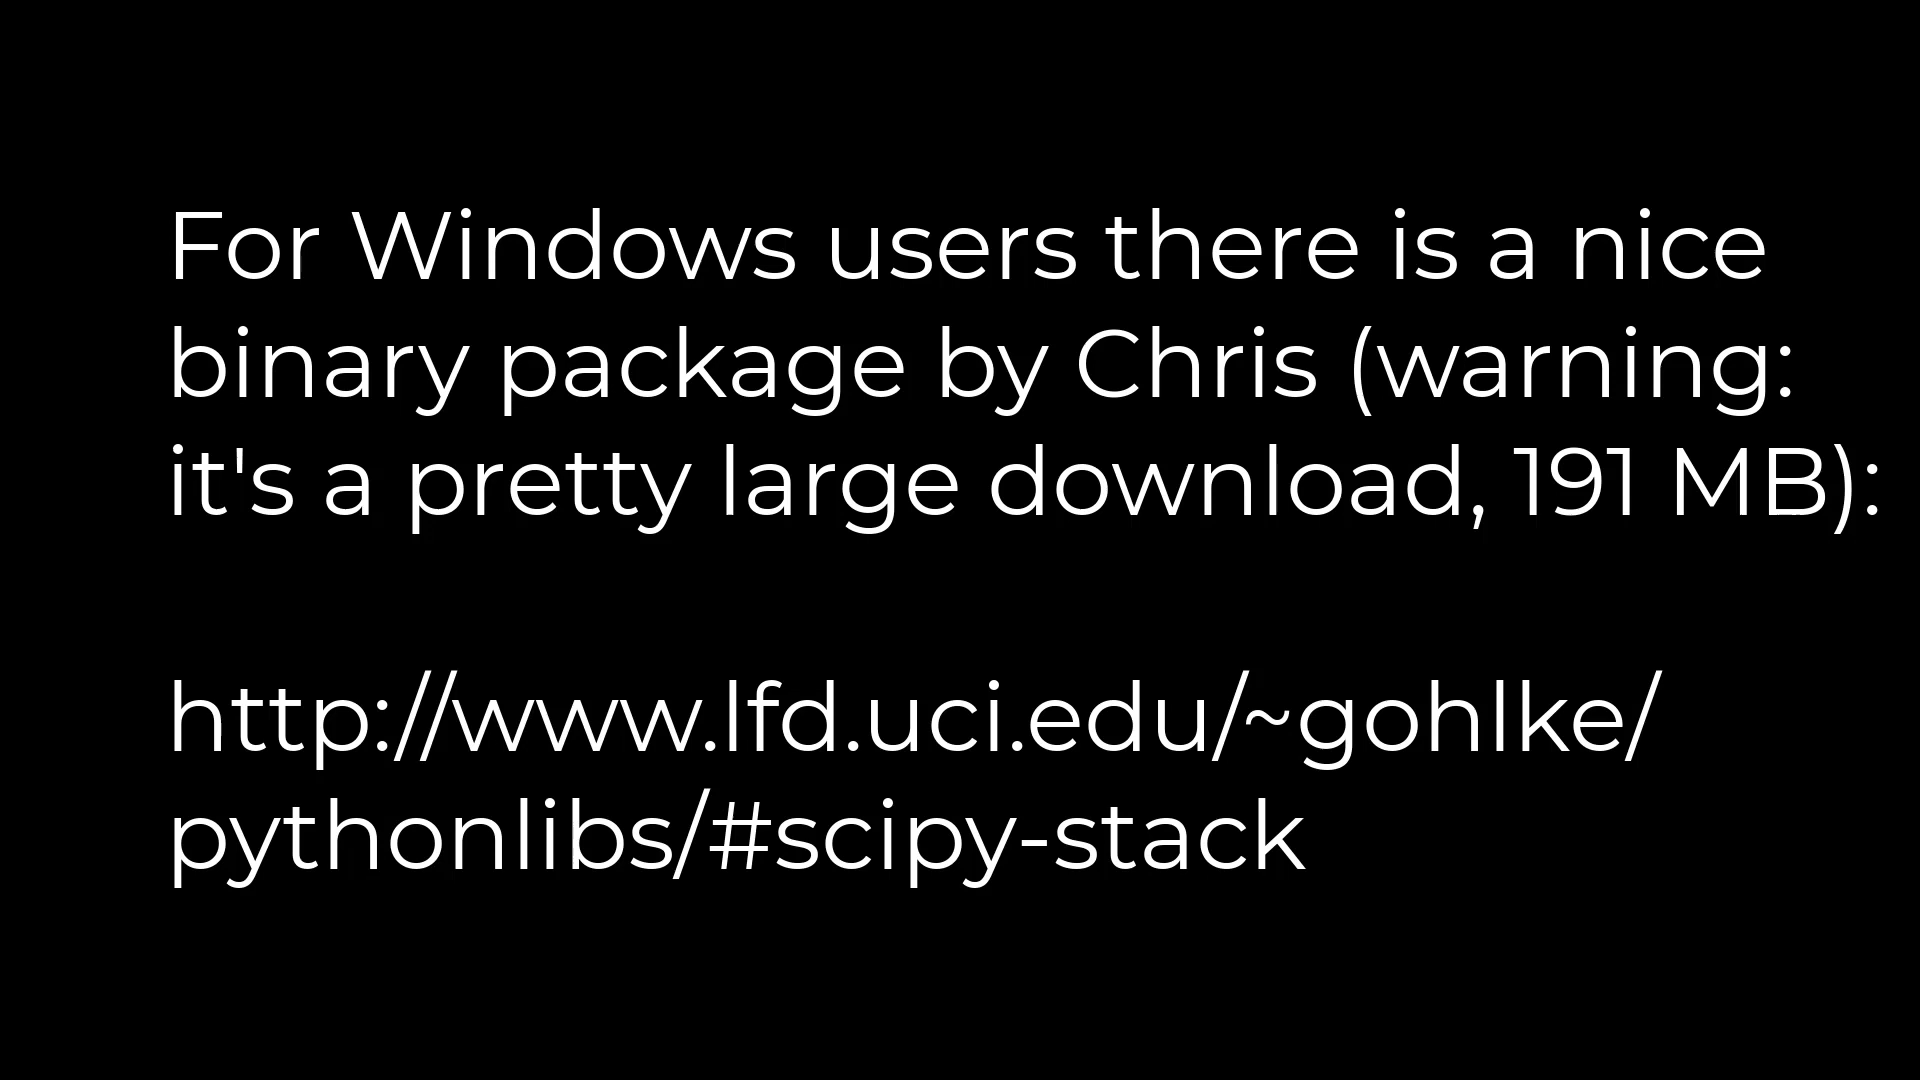 For Windows users there is a nice
binary package by Chris (warning:
it's a pretty large download, 191 MB):
http://www.lfd.uci.edu/~gohlke/
pythonlibs/#scipy-stack